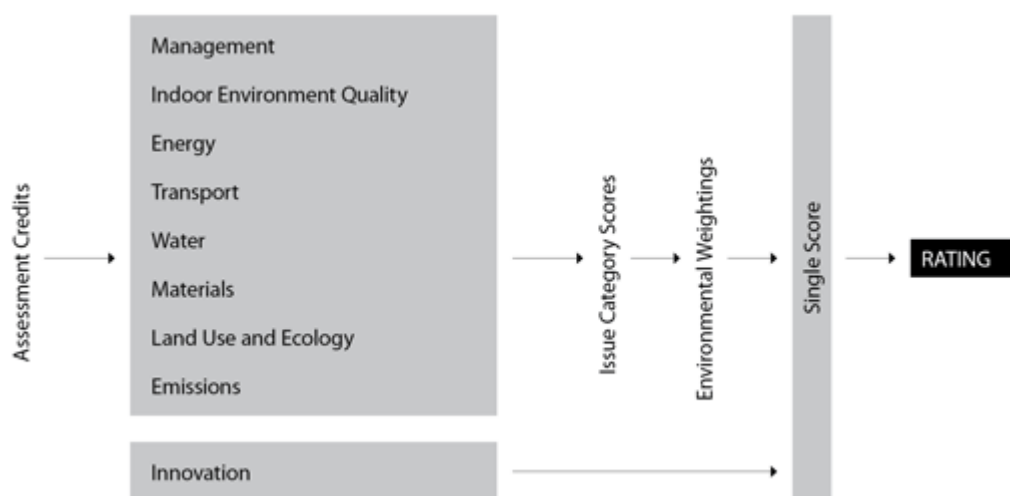 Assessment Credits
Management
Indoor Environment Quality
Energy
Transport
Water
Materials
Land Use and Ecology
Emissions
Innovation
Issue Category Scores
Environmental Weightings
Single Score
RATING